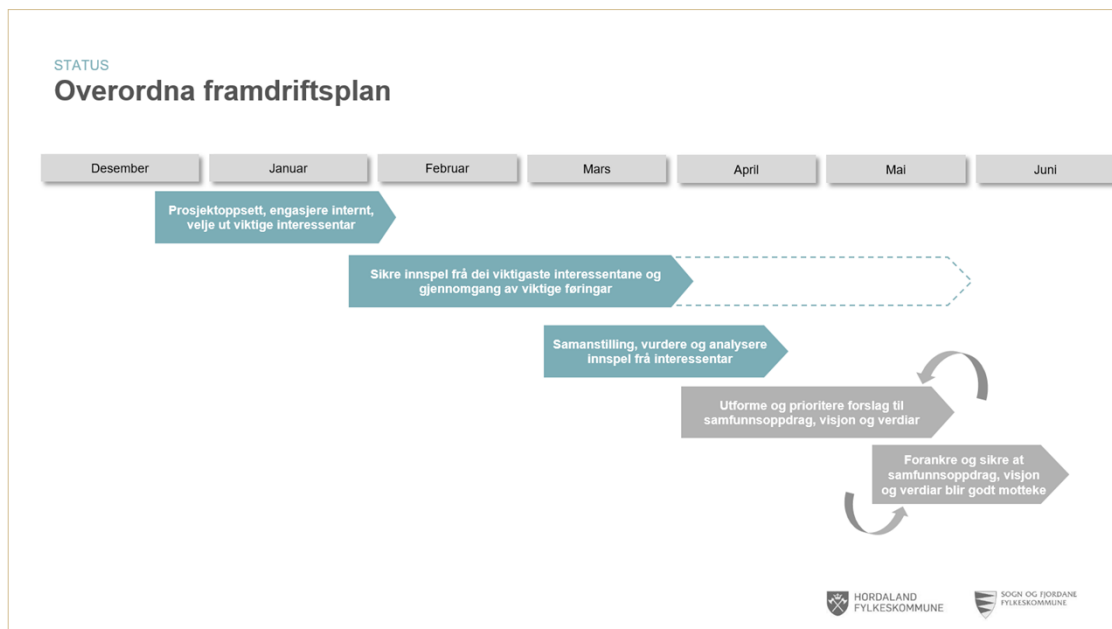 STATUS
Overordna framdriftsplan
Desember
Januar
Februar
Mars
April
Mai
Juni
Prosjektoppsett, engasjere internt,
velje ut viktige interessentar
Sikre innspel frå dei viktigaste interessentane og
gjennomgang av viktige føringar
Samanstilling, vurdere og analysere
innspel frå interessentar
Utforme og prioritere forslag til
samfunnsoppdrag, visjon og verdiar
Forankre og sikre at
samfunnsoppdrag, visjon
og verdiar blir godt motteke
HORDALAND
FYLKESKOMMUNE
SOGN OG FJORDANE
FYLKESKOMMUNE